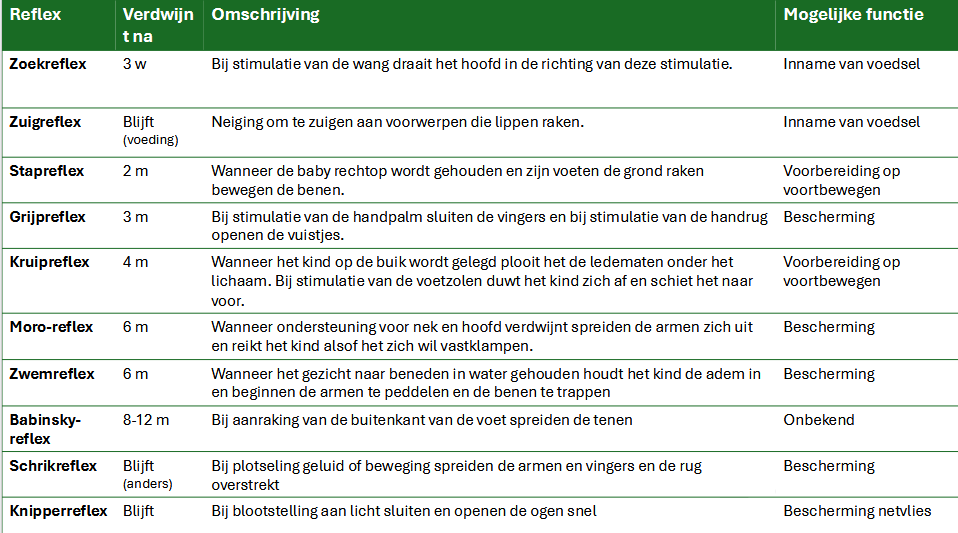 Reflex Verdwijn Omschrijving Mogelijke functie
t na
Zoekreflex 3 w Bij stimulatie van de wang draait het hoofd in de richting van deze stimulatie. Inname van voedsel
Zuigreflex Blijft Neiging om te zuigen aan voorwerpen die lippen raken. Inname van voedsel
(voeding)
Stapreflex 2 m Wanneer de baby rechtop wordt gehouden en zijn voeten de grond raken Voorbereiding op
bewegen de benen. voortbewegen
Grijpreflex 3 m Bij stimulatie van de handpalm sluiten de vingers en bij stimulatie van de handrug Bescherming
openen de vuistjes.
Kruipreflex 4 m Wanneer het kind op de buik wordt gelegd plooit het de ledematen onder het Voorbereiding op
lichaam. Bij stimulatie van de voetzolen duwt het kind zich af en schiet het naar voortbewegen
voor.
Moro-reflex 6 m Wanneer ondersteuning voor nek en hoofd verdwijnt spreiden de armen zich uit Bescherming
en reikt het kind alsof het zich wil vastklampen.
Zwemreflex 6 m Wanneer het gezicht naar beneden in water gehouden houdt het kind de adem in Bescherming
en beginnen de armen te peddelen en de benen te trappen
Babinsky- 8-12 m Bij aanraking van de buitenkant van de voet spreiden de tenen Onbekend
reflex
Schrikreflex Blijft Bij plotseling geluid of beweging spreiden de armen en vingers en de rug Bescherming
(anders) overstrekt
Knipperreflex Blijft Bij blootstelling aan licht sluiten en openen de ogen snel Bescherming netvlies